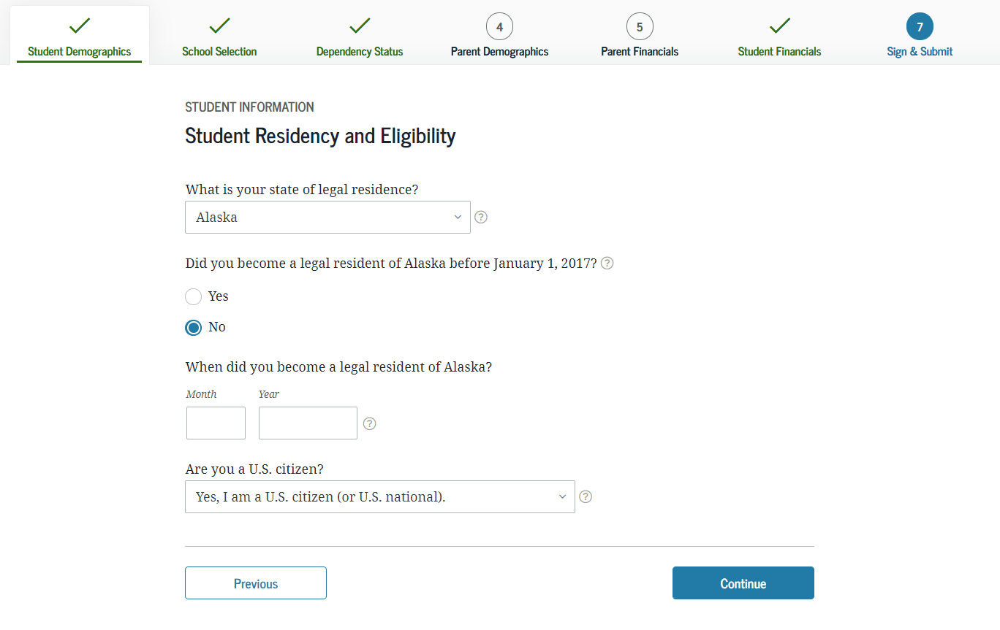 Student Demographics
School Selection
Dependency Status
4
Parent Demographics
5
Parent Financials
Student Financials
7
Sign & Submit
STUDENT INFORMATION
Student Residency and Eligibility
What is your state of legal residence?
Alaska
?
Did you become a legal resident of Alaska before January 1, 2017? ?
Yes
No
When did you become a legal resident of Alaska?
Month Year
?
Are you a U.S. citizen?
Yes, I am a U.S. citizen (or U.S. national).
?
Previous
Continue